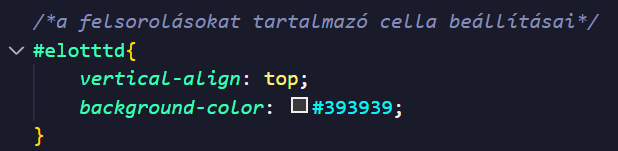 /*a felsorolásokat tartalmazó cella beállításai*/
#elotttd{
vertical-align: top;
background-color: #393939;
}